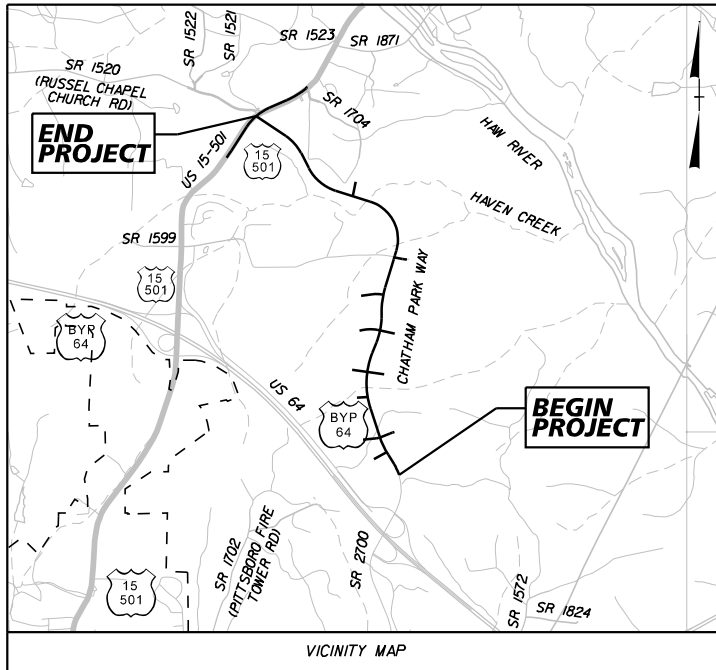 SR 1522
SR 1521
SR 1523
SR 1871
SR 1520
(RUSSEL CHAPEL
CHURCH RD)
SR 1704
HAW RIVER
END
PROJECT
US 15-501
15
501
HAVEN CREEK
SR 1599
15
501
CHATHAM PARK WAY
BYP
64
US 64
BYP
64
BEGIN
PROJECT
SR 1702
(PITTSBORO FIRE
TOWER RD)
SR 2700
15
501
SR 1572
SR 1824
VICINITY MAP